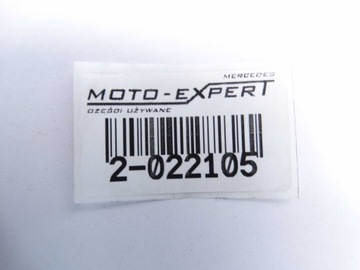 MERCEDES
MOTO-EXPERT
CZĘŚCI UŻYWANE
2-022105